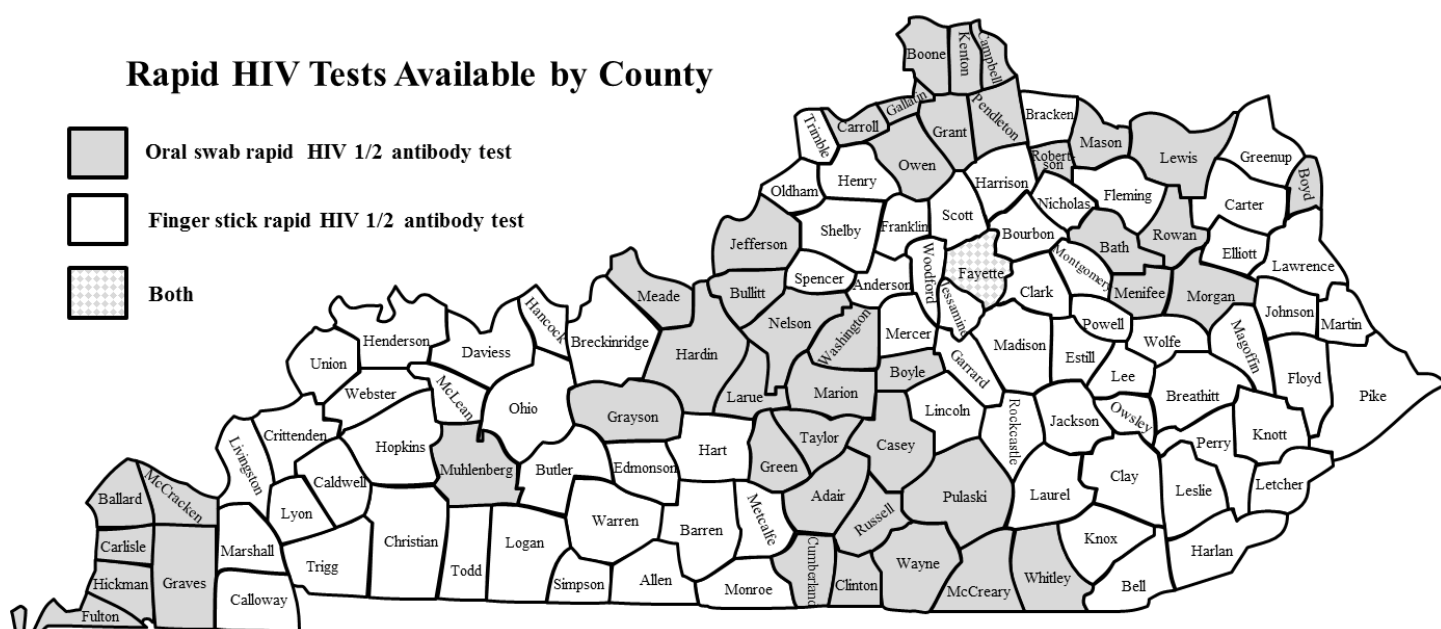 Rapid HIV Tests Available by County
Oral swab rapid HIV 1/2 antibody test
Finger stick rapid HIV 1/2 antibody test
Both
Boone
Kenton
Campbell
Gallatin
Carroll
Trimble
Grant
Pendleton
Owen
Bracken
Mason
Robert-
son
Lewis
Greenup
Boyd
Oldham
Henry
Harrison
Nicholas
Fleming
Carter
Rowan
Bath
Jefferson
Shelby
Franklin
Scott
Bourbon
Montgomery
Elliott
Lawrence
Spencer
Anderson
Woodford
Fayette
Clark
Menifee
Morgan
Johnson
Martin
Meade
Bullitt
Nelson
Washington
Mercer
Jessamine
Madison
Powell
Wolfe
Magoffin
Floyd
Pike
Hancock
Breckinridge
Hardin
Larue
Marion
Boyle
Garrard
Estill
Lee
Breathitt
Knott
Henderson
Union
Webster
Daviess
McLean
Ohio
Grayson
Hart
Green
Taylor
Casey
Lincoln
Rockcastle
Jackson
Owsley
Perry
Letcher
Livingston
Crittenden
Caldwell
Hopkins
Muhlenberg
Butler
Edmonson
Adair
Russell
Pulaski
Laurel
Clay
Leslie
Harlan
Ballard
McCracken
Lyon
Warren
Barren
Metcalfe
Carlisle
Hickman
Graves
Fulton
Marshall
Calloway
Trigg
Christian
Todd
Logan
Simpson
Allen
Monroe
Cumberland
Clinton
Wayne
McCreary
Whitley
Knox
Bell